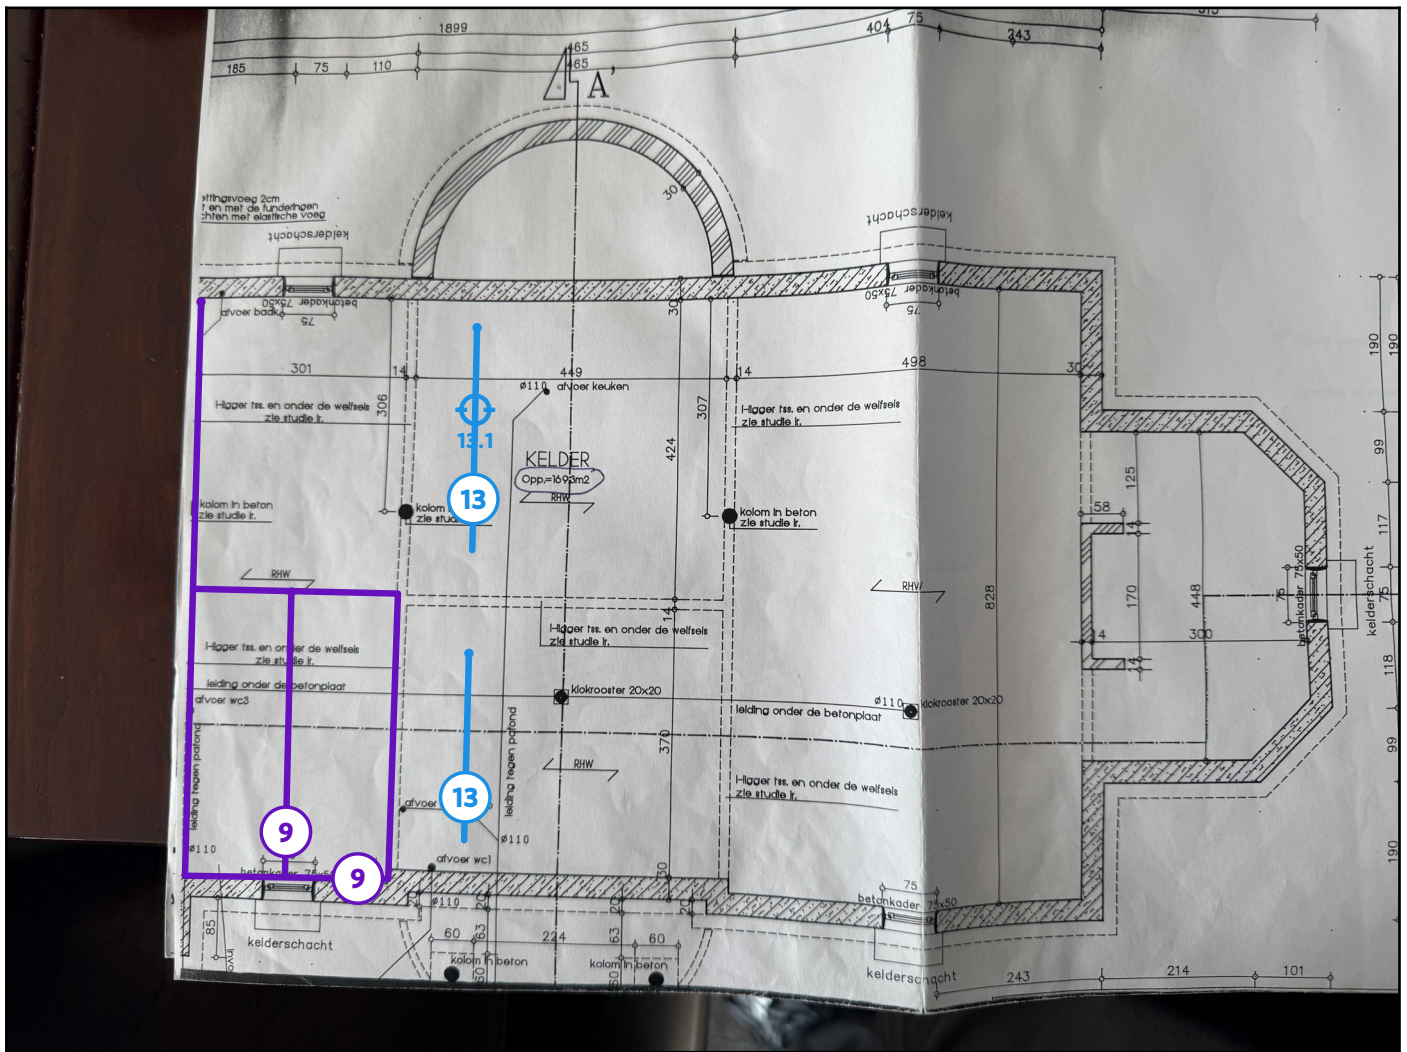 1899
404
75
243
465
465
185
75
110
A'
30
kelderschacht
kelderschacht
t en met de funderingen
betonkader 75x50
75
afvoer badk.
betonkader 75x50
75
30
301
14
449
14
498
30
Ø110 afvoer keuken
306
307
424
Ligger tss. en onder de welfsels
zie studie ir.
Ligger tss. en onder de welfsels
zie studie ir.
13.1
KELDER
Opp.=169,3m2
RHW
13
kolom in beton
zie studie ir.
kolom
kolom in beton
zie studie ir.
RHW
RHW
125
58
14
170
448
14
300
14
828
75
betonkader 75x50
kelderschacht
75
190
190
99
117
118
99
190
14
Ligger tss. en onder de welfsels
zie studie ir.
Ligger tss. en onder de welfsels
zie studie ir.
leiding onder de betonplaat
afvoer wc3
klokrooster 20x20
Ø110
klokrooster 20x20
leiding onder de betonplaat
370
RHW
Ligger tss. en onder de welfsels
zie studie ir.
leiding tegen plafond
leiding tegen plafond
13
afvoer
9
Ø110
Ø110
afvoer wc1
30
9
75
betonkader 75x50
Ø110
20
20
20
85
kelderschacht
60
63
224
63
60
kolom in beton
kolom in beton
60
60
kelderschacht
243
214
101